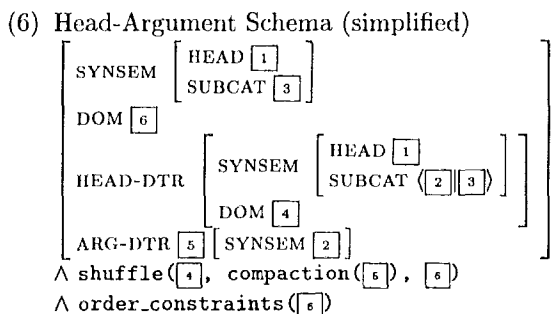 (6) Head-Argument Schema (simplified)
SYNSEM [ HEAD [1]
SUBCAT [3] ]
DOM [6]
HEAD-DTR [ SYNSEM [ HEAD [1]
SUBCAT ⟨[2]|[3]⟩ ]
DOM [4] ]
ARG-DTR [5] [ SYNSEM [2] ]
∧ shuffle([4], compaction([5]), [6])
∧ order_constraints([6])